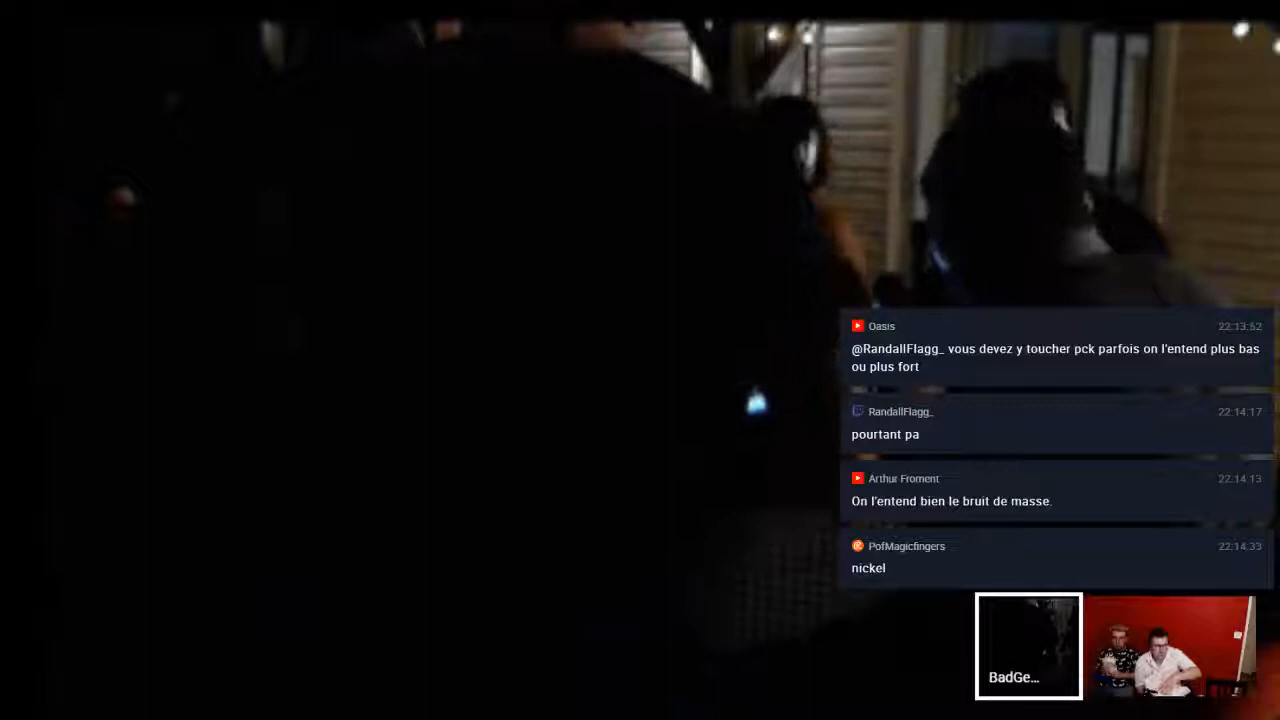 Oasis 22:13:52
@RandallFlagg_ vous devez y toucher pck parfois on l'entend plus bas
ou plus fort
RandallFlagg_ 22:14:17
pourtant pa
Arthur Froment 22:14:13
On l'entend bien le bruit de masse.
PofMagicfingers 22:14:33
nickel
BadGe...